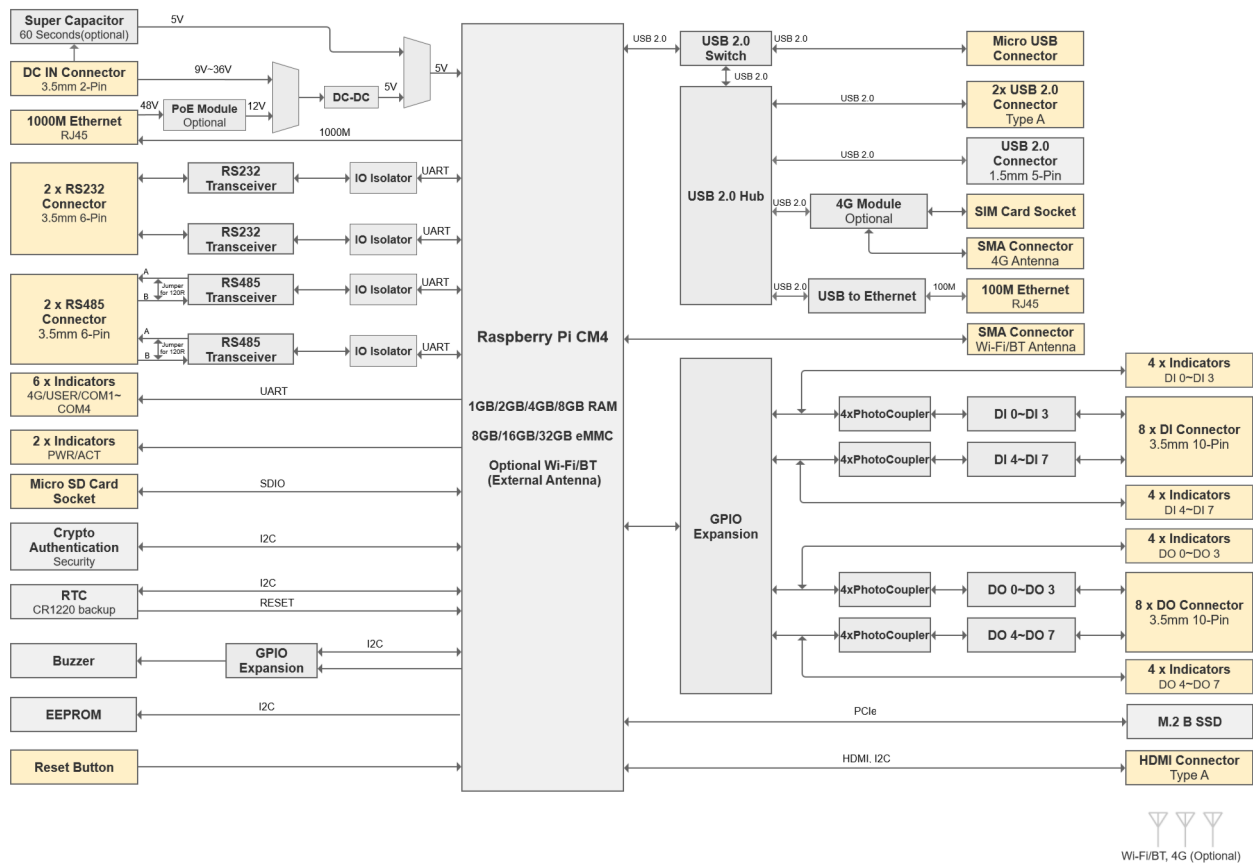 Super Capacitor
60 Seconds(optional)
5V
DC IN Connector
3.5mm 2-Pin
9V~36V
48V
PoE Module
Optional
12V
DC-DC
5V
5V
1000M Ethernet
RJ45
1000M
2 x RS232
Connector
3.5mm 6-Pin
RS232
Transceiver
IO Isolator
UART
RS232
Transceiver
IO Isolator
UART
2 x RS485
Connector
3.5mm 6-Pin
A
Jumper
for 120R
B
RS485
Transceiver
IO Isolator
UART
A
Jumper
for 120R
B
RS485
Transceiver
IO Isolator
UART
6 x Indicators
4G/USER/COM1~
COM4
UART
2 x Indicators
PWR/ACT
Micro SD Card
Socket
SDIO
Crypto
Authentication
Security
I2C
RTC
CR1220 backup
I2C
RESET
Buzzer
GPIO
Expansion
I2C
EEPROM
I2C
Reset Button
Raspberry Pi CM4
1GB/2GB/4GB/8GB RAM
8GB/16GB/32GB eMMC
Optional Wi-Fi/BT
(External Antenna)
USB 2.0
USB 2.0
Switch
USB 2.0
Micro USB
Connector
USB 2.0
USB 2.0 Hub
USB 2.0
2x USB 2.0
Connector
Type A
USB 2.0
USB 2.0
Connector
1.5mm 5-Pin
USB 2.0
4G Module
Optional
SIM Card Socket
SMA Connector
4G Antenna
USB 2.0
USB to Ethernet
100M
100M Ethernet
RJ45
SMA Connector
Wi-Fi/BT Antenna
GPIO
Expansion
4 x Indicators
DI 0~DI 3
4xPhotoCoupler
DI 0~DI 3
8 x DI Connector
3.5mm 10-Pin
4xPhotoCoupler
DI 4~DI 7
4 x Indicators
DI 4~DI 7
4 x Indicators
DO 0~DO 3
4xPhotoCoupler
DO 0~DO 3
8 x DO Connector
3.5mm 10-Pin
4xPhotoCoupler
DO 4~DO 7
4 x Indicators
DO 4~DO 7
PCIe
M.2 B SSD
HDMI, I2C
HDMI Connector
Type A
Wi-Fi/BT, 4G (Optional)